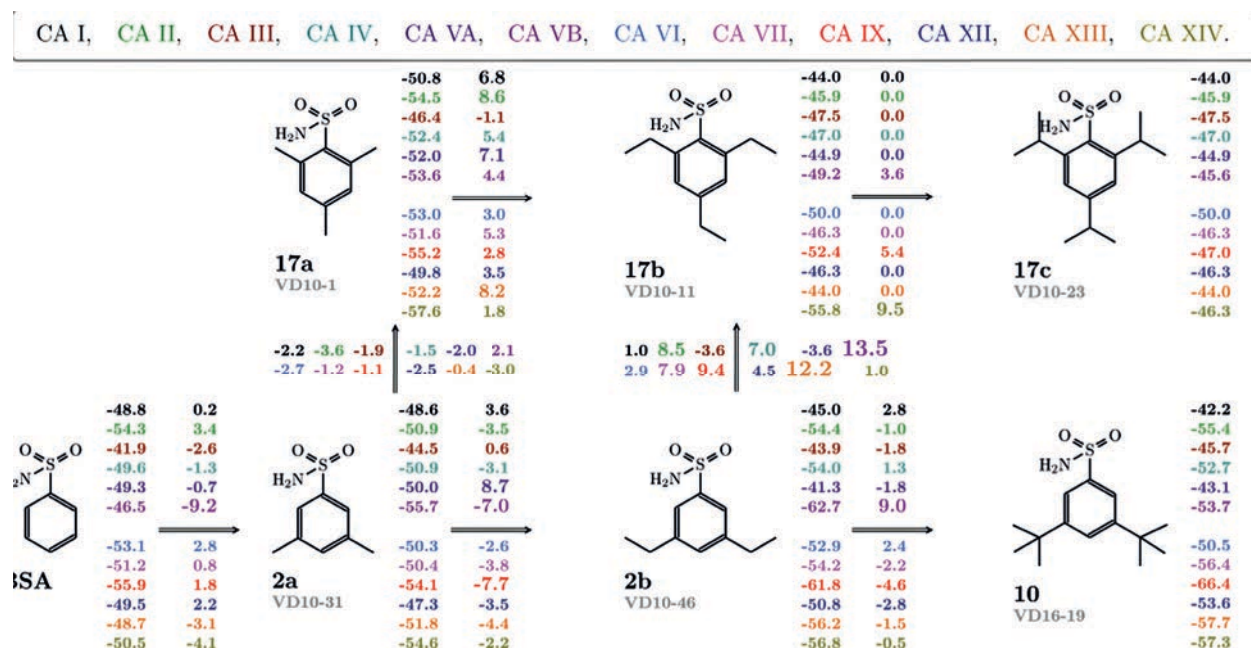 CA I, CA II, CA III, CA IV, CA VA, CA VB, CA VI, CA VII, CA IX, CA XII, CA XIII, CA XIV.
-50.8 6.8 -44.0 0.0 -44.0
-54.5 8.6 -45.9 0.0 -45.9
-46.4 -1.1 -47.5 0.0 -47.5
-52.4 5.4 -47.0 0.0 -47.0
-52.0 7.1 -44.9 0.0 -44.9
-53.6 4.4 -49.2 3.6 -45.6
-53.0 3.0 -50.0 0.0 -50.0
-51.6 5.3 -46.3 0.0 -46.3
-55.2 2.8 -52.4 5.4 -47.0
-49.8 3.5 -46.3 0.0 -46.3
-52.2 8.2 -44.0 0.0 -44.0
-57.6 1.8 -55.8 9.5 -46.3
O O S H2N
O O S H2N
O O S H2N
17a 17b 17c
VD10-1 VD10-11 VD10-23
-2.2 -3.6 -1.9 -1.5 -2.0 2.1 1.0 8.5 -3.6 7.0 -3.6 13.5
-2.7 -1.2 -1.1 -2.5 -0.4 -3.0 2.9 7.9 9.4 4.5 12.2 1.0
-48.8 0.2 -48.6 3.6 -45.0 2.8 -42.2
-54.3 3.4 -50.9 -3.5 -54.4 -1.0 -55.4
-41.9 -2.6 -44.5 0.6 -43.9 -1.8 -45.7
-49.6 -1.3 -50.9 -3.1 -54.0 1.3 -52.7
-49.3 -0.7 -50.0 8.7 -41.3 -1.8 -43.1
-46.5 -9.2 -55.7 -7.0 -62.7 9.0 -53.7
-53.1 2.8 -50.3 -2.6 -52.9 2.4 -50.5
-51.2 0.8 -50.4 -3.8 -54.2 -2.2 -56.4
-55.9 1.8 -54.1 -7.7 -61.8 -4.6 -66.4
-49.5 2.2 -47.3 -3.5 -50.8 -2.8 -53.6
-48.7 -3.1 -51.8 -4.4 -56.2 -1.5 -57.7
-50.5 -4.1 -54.6 -2.2 -56.8 -0.5 -57.3
O O S 2N
O O S H2N
O O S H2N
O O S H2N
BSA 2a 2b 10
VD10-31 VD10-46 VD16-19